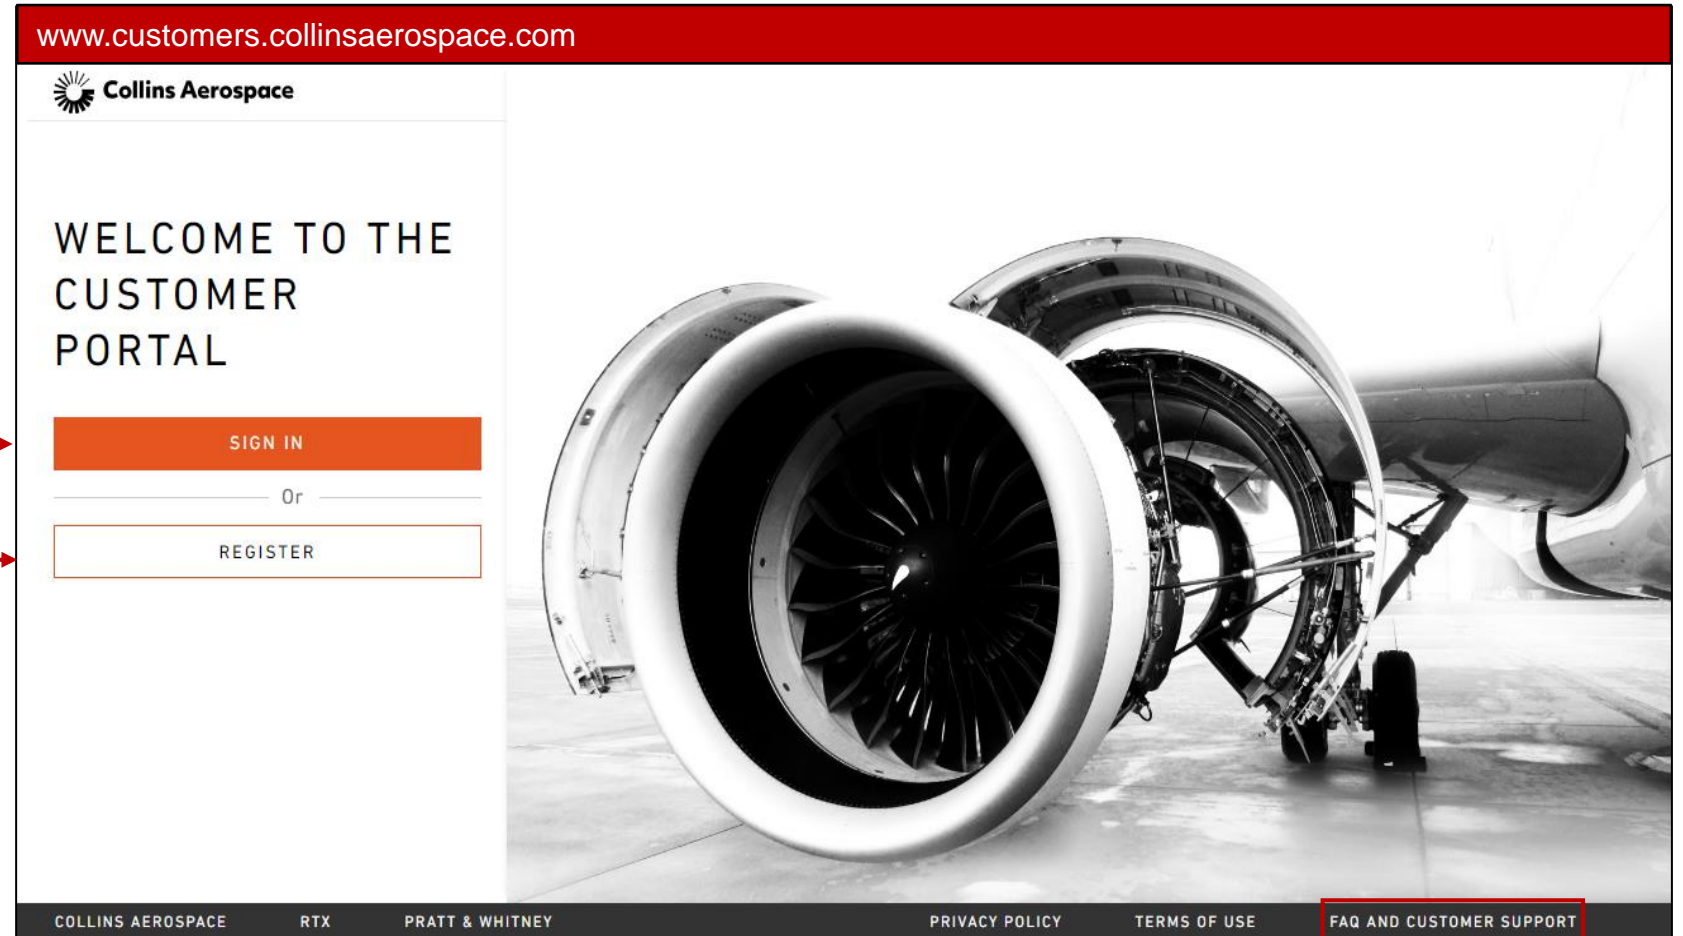 www.customers.collinsaerospace.com
Collins Aerospace
WELCOME TO THE
CUSTOMER
PORTAL
SIGN IN
Or
REGISTER
COLLINS AEROSPACE RTX PRATT & WHITNEY PRIVACY POLICY TERMS OF USE FAQ AND CUSTOMER SUPPORT